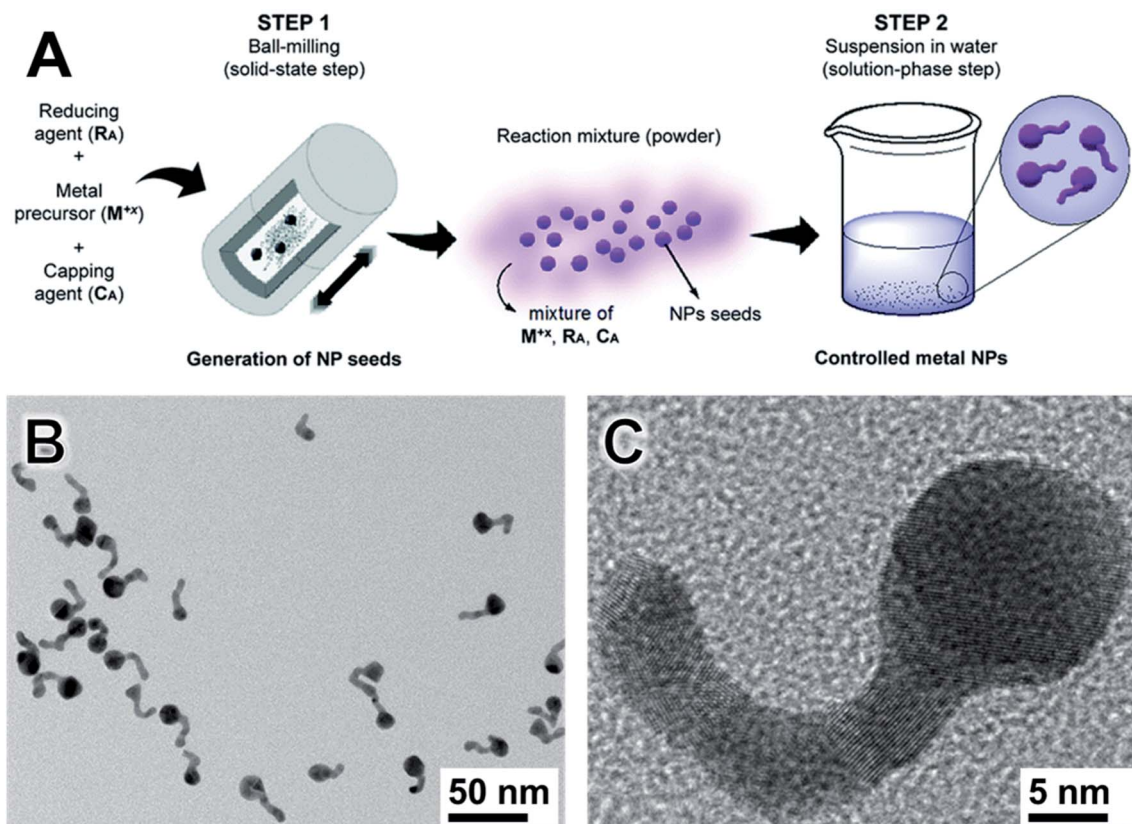 A
STEP 1
Ball-milling
(solid-state step)
STEP 2
Suspension in water
(solution-phase step)
Reducing
agent (RA)
+
Metal
precursor (M+x)
+
Capping
agent (CA)
Reaction mixture (powder)
mixture of
M+x, RA, CA
NPs seeds
Generation of NP seeds
Controlled metal NPs
B
50 nm
C
5 nm